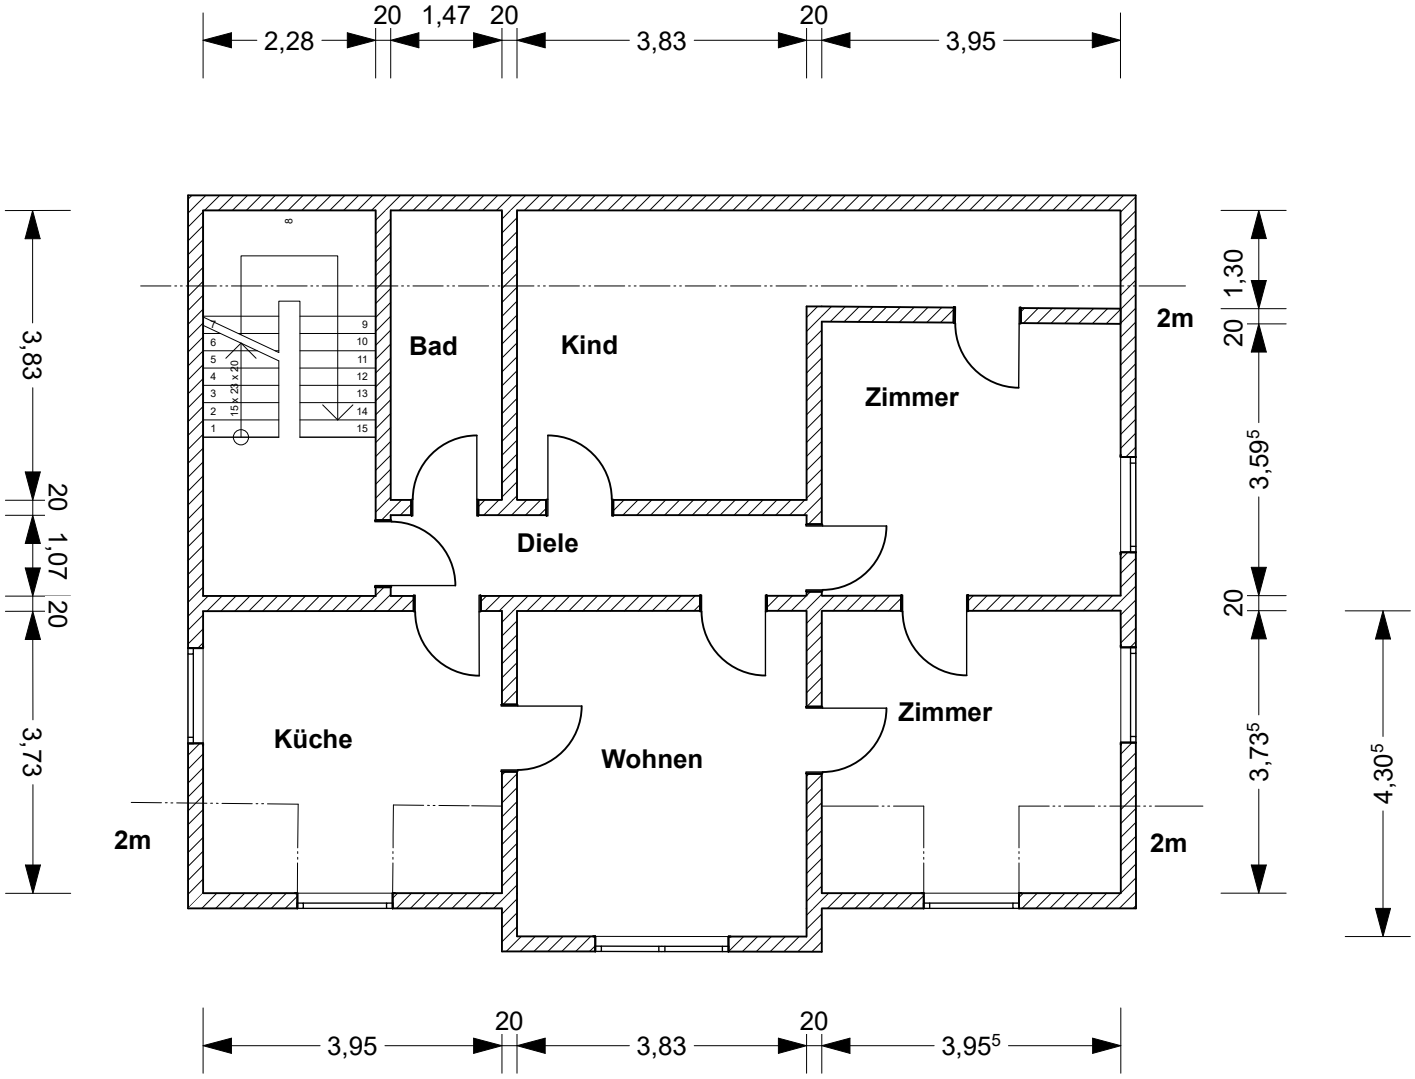 20 1,47 20 20
2,28 3,83 3,95
8
1,30
2m
20
7 9
6 10
5 11
4 12
3 13
2 14
1 15
15 x 23 x 20
3,83
Bad
Kind
Zimmer
3,59⁵
20
Diele
1,07
20
20
Küche
Wohnen
Zimmer
3,73
3,73⁵
4,30⁵
2m
2m
20 20
3,95 3,83 3,95⁵